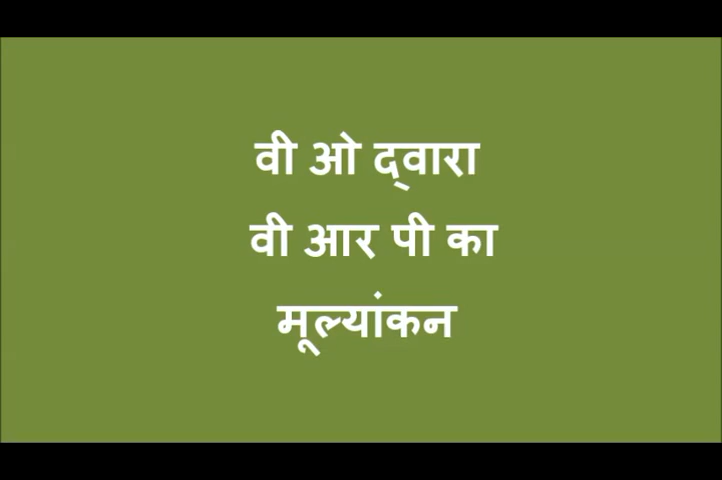 वी ओ द्वारा
वी आर पी का
मूल्यांकन